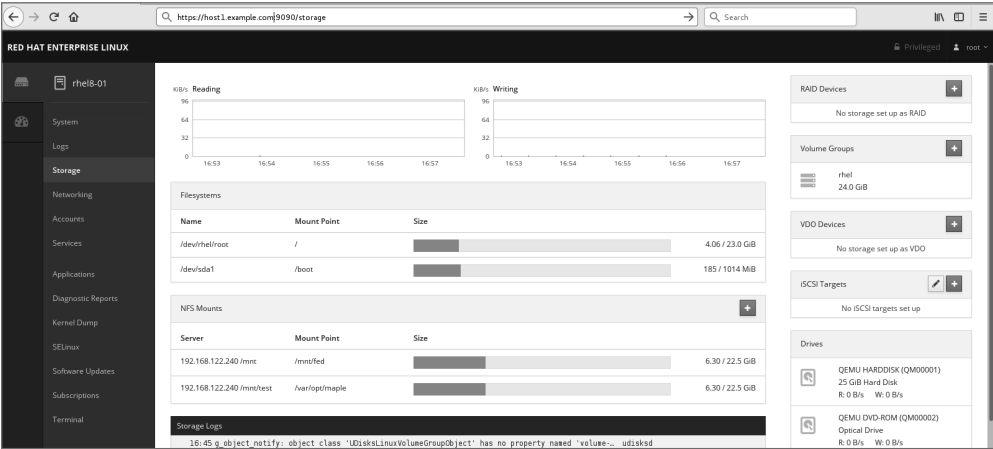 https://host1.example.com:9090/storage
Search
RED HAT ENTERPRISE LINUX
Privileged
root
rhel8-01
System
Logs
Storage
Networking
Accounts
Services
Applications
Diagnostic Reports
Kernel Dump
SELinux
Software Updates
Subscriptions
Terminal
KiB/s Reading
96
64
32
0
16:53 16:54 16:55 16:56 16:57
KiB/s Writing
96
64
32
0
16:53 16:54 16:55 16:56 16:57
Filesystems
Name Mount Point Size
/dev/rhel/root / 4.06 / 23.0 GiB
/dev/sda1 /boot 185 / 1014 MiB
NFS Mounts
Server Mount Point Size
192.168.122.240 /mnt /mnt/fed 6.30 / 22.5 GiB
192.168.122.240 /mnt/test /var/opt/maple 6.30 / 22.5 GiB
Storage Logs
16:45 g_object_notify: object class 'UDisksLinuxVolumeGroupObject' has no property named 'volume-… udisksd
RAID Devices
No storage set up as RAID
Volume Groups
rhel
24.0 GiB
VDO Devices
No storage set up as VDO
iSCSI Targets
No iSCSI targets set up
Drives
QEMU HARDDISK (QM00001)
25 GiB Hard Disk
R: 0 B/s W: 0 B/s
QEMU DVD-ROM (QM00002)
Optical Drive
R: 0 B/s W: 0 B/s